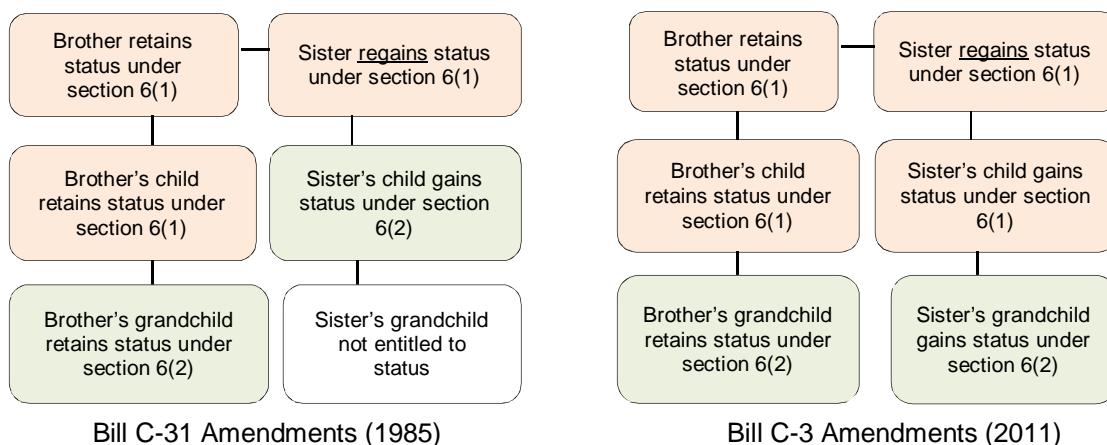 Brother retains
status under
section 6(1)
Sister regains status
under section 6(1)
Brother’s child
retains status under
section 6(1)
Sister’s child gains
status under section
6(2)
Brother’s grandchild
retains status under
section 6(2)
Sister’s grandchild
not entitled to
status
Bill C-31 Amendments (1985)
Brother retains
status under
section 6(1)
Sister regains status
under section 6(1)
Brother’s child
retains status under
section 6(1)
Sister’s child gains
status under section
6(1)
Brother’s grandchild
retains status under
section 6(2)
Sister’s grandchild
gains status under
section 6(2)
Bill C-3 Amendments (2011)